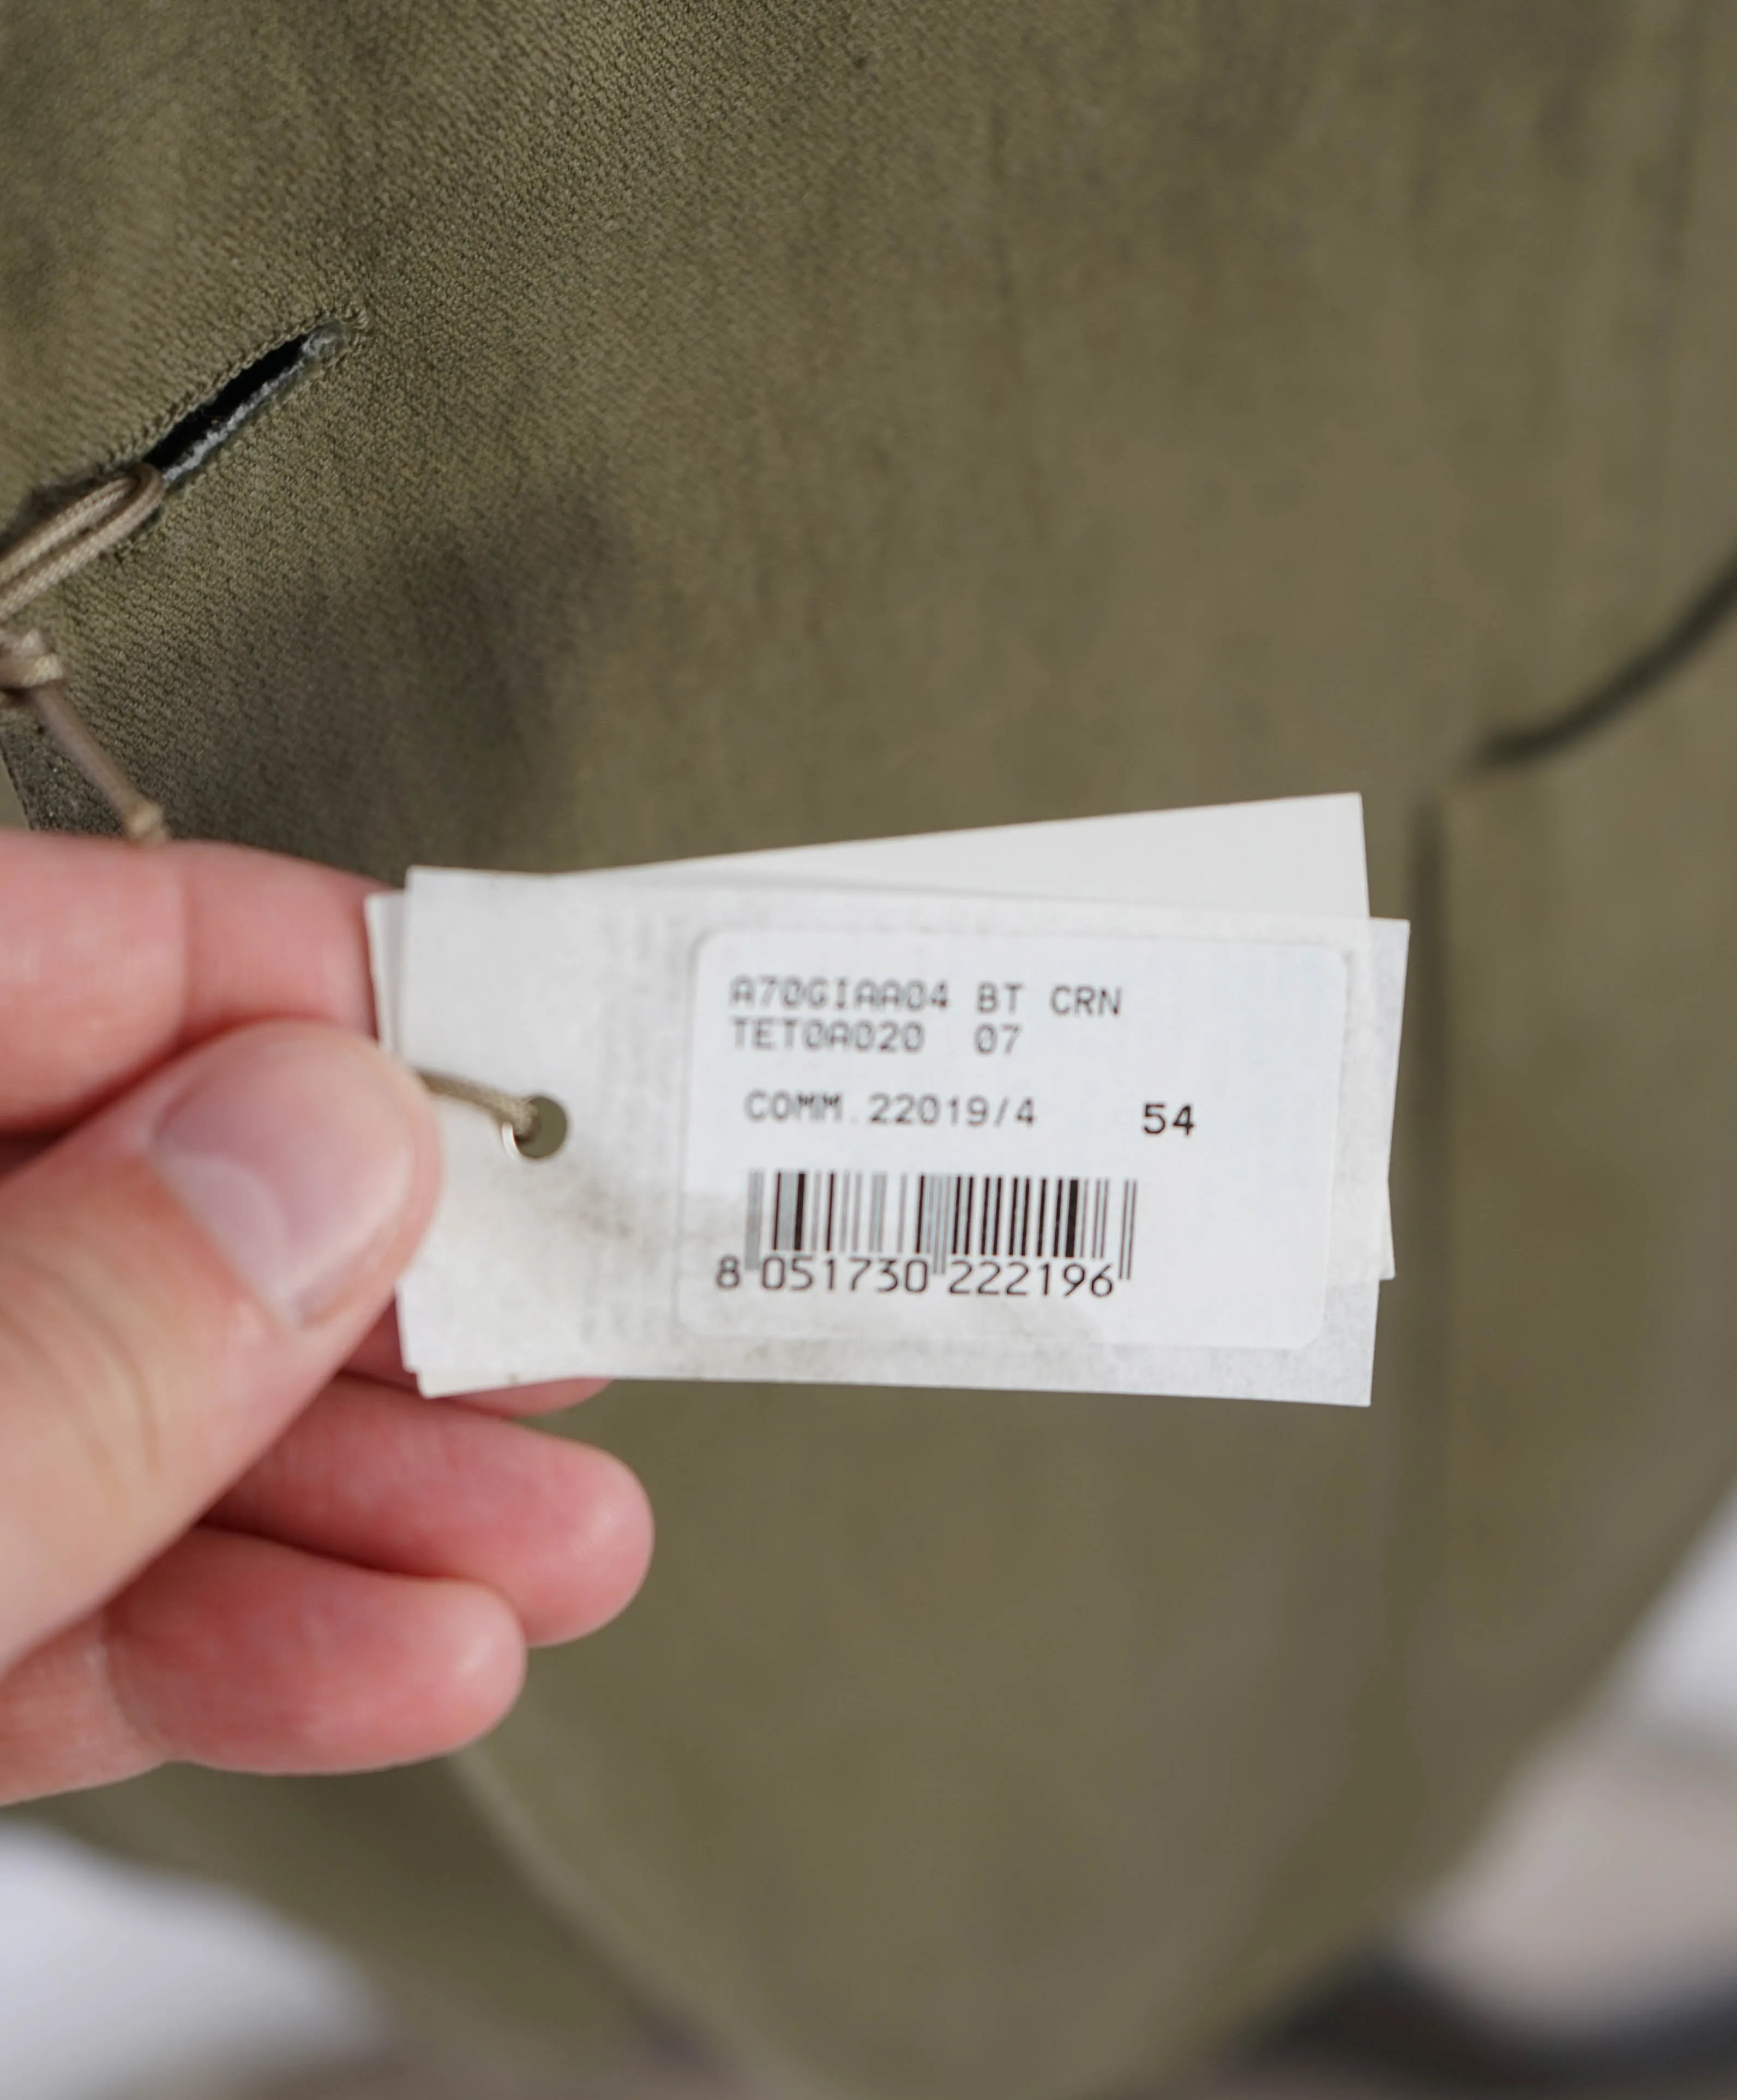 A70GIAA04 BT CRN
TET0A020 07
COMM.22019/4 54
8 051730 222196